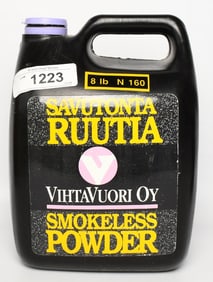 1223
8 lb N 160
SAVUTONTA
RUUTIA
V
VIHTAVUORI OY
SMOKELESS
POWDER